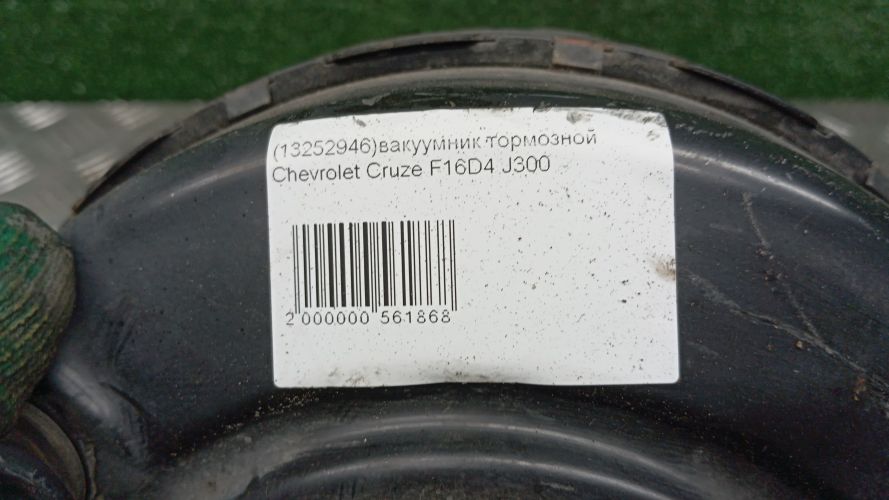 (13252946)вакуумник тормозной
Chevrolet Cruze F16D4 J300
2 000000 561868